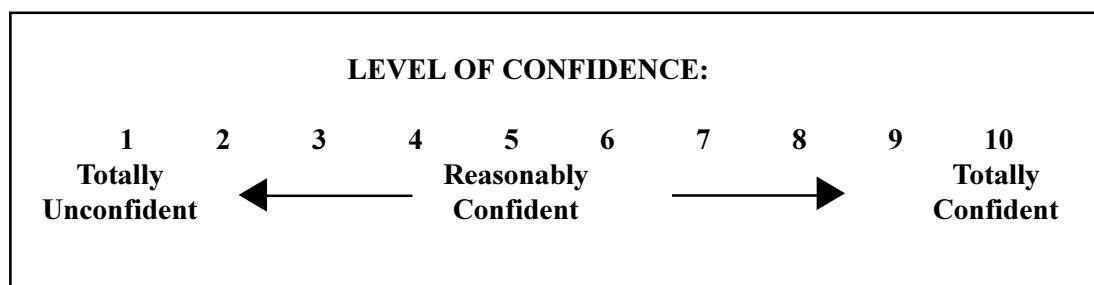 LEVEL OF CONFIDENCE:
1 2 3 4 5 6 7 8 9 10
Totally Reasonably Totally
Unconfident Confident Confident